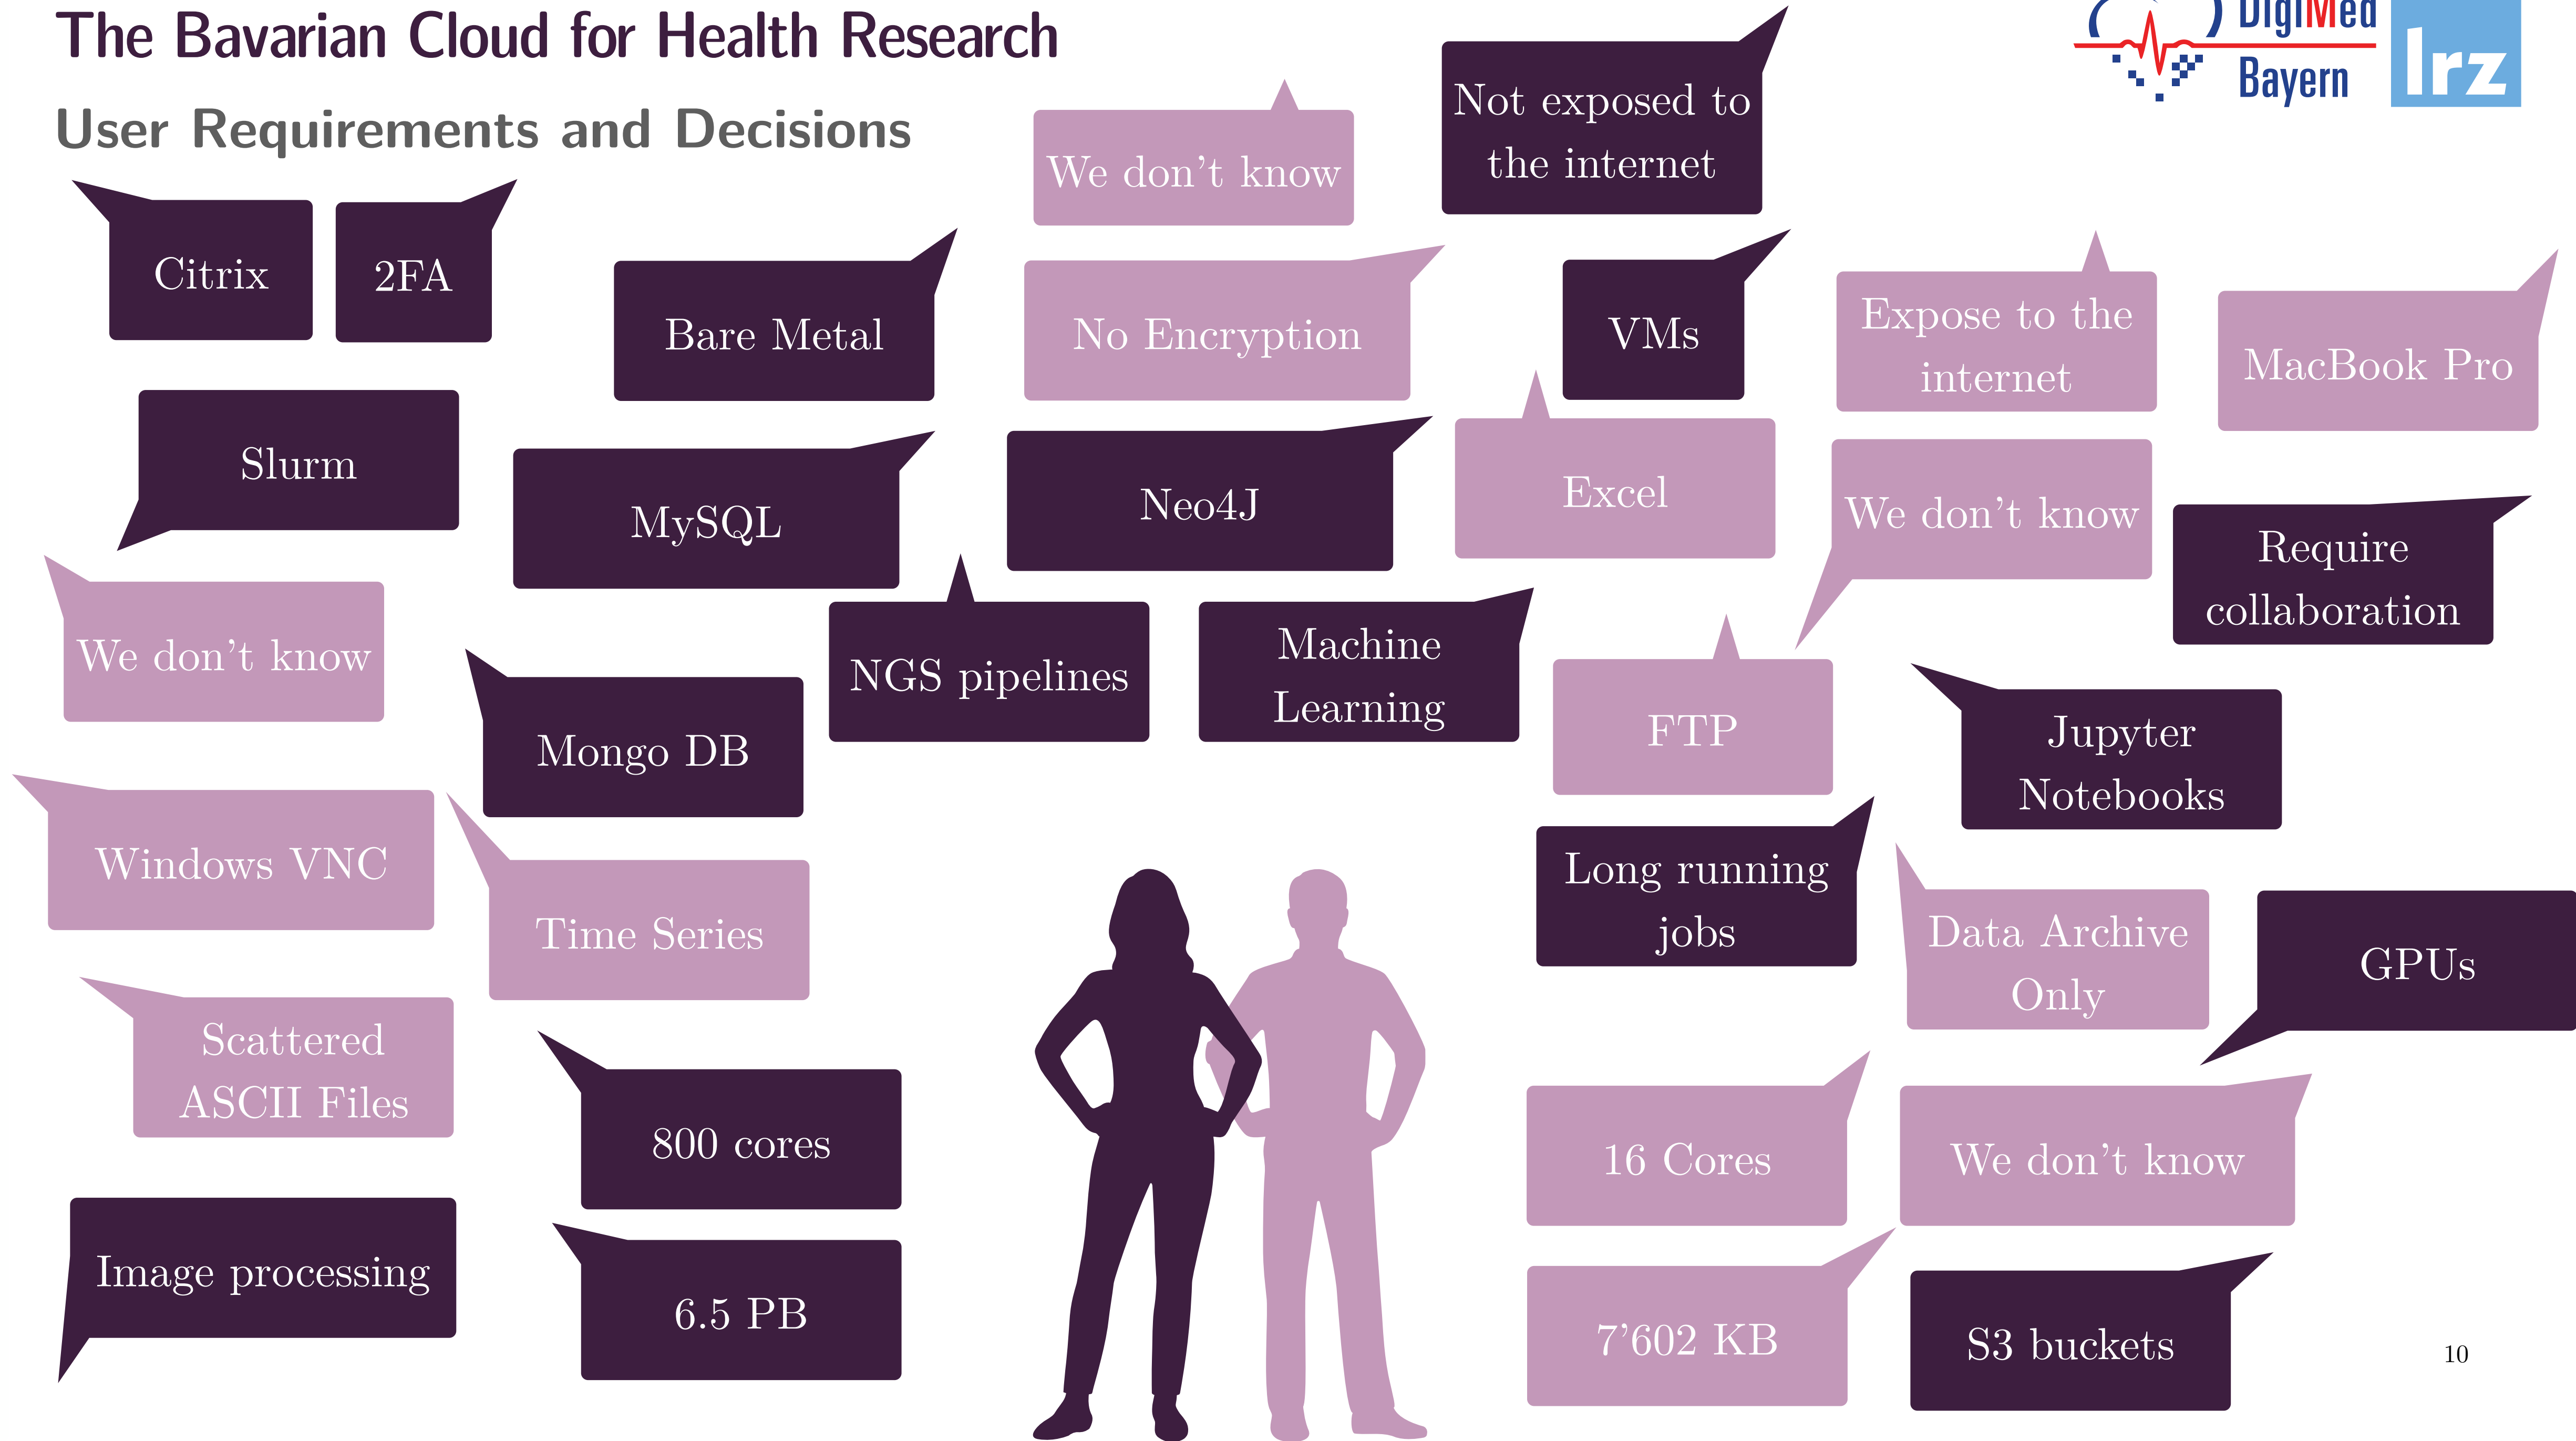 The Bavarian Cloud for Health Research
User Requirements and Decisions
DigiMed
Bayern
lrz
We don't know
Not exposed to
the internet
Citrix
2FA
Bare Metal
No Encryption
VMs
Expose to the
internet
MacBook Pro
Slurm
MySQL
Neo4J
Excel
We don't know
Require
collaboration
We don't know
Mongo DB
NGS pipelines
Machine
Learning
FTP
Jupyter
Notebooks
Windows VNC
Time Series
Long running
jobs
Data Archive
Only
GPUs
Scattered
ASCII Files
800 cores
16 Cores
We don't know
Image processing
6.5 PB
7'602 KB
S3 buckets
10